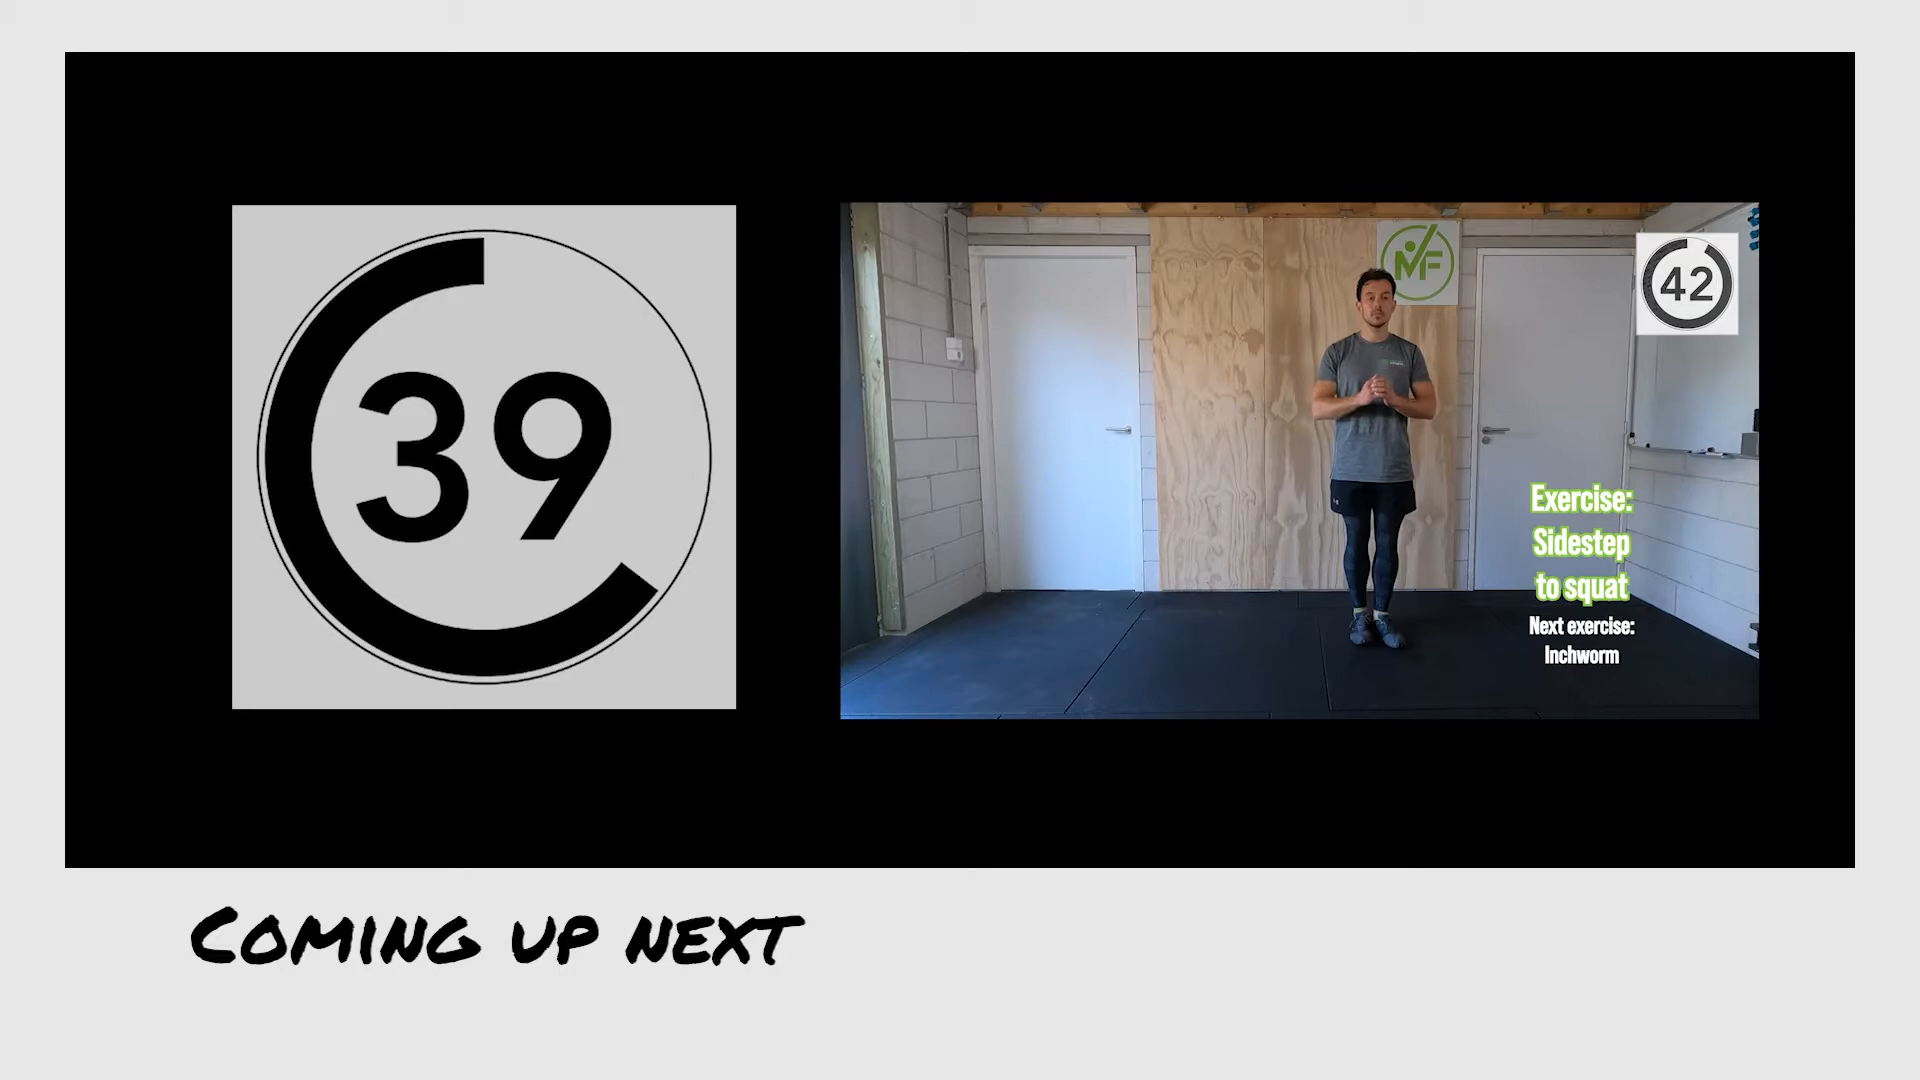 39
MF
42
Exercise:
Sidestep
to squat
Next exercise:
Inchworm
Coming up next